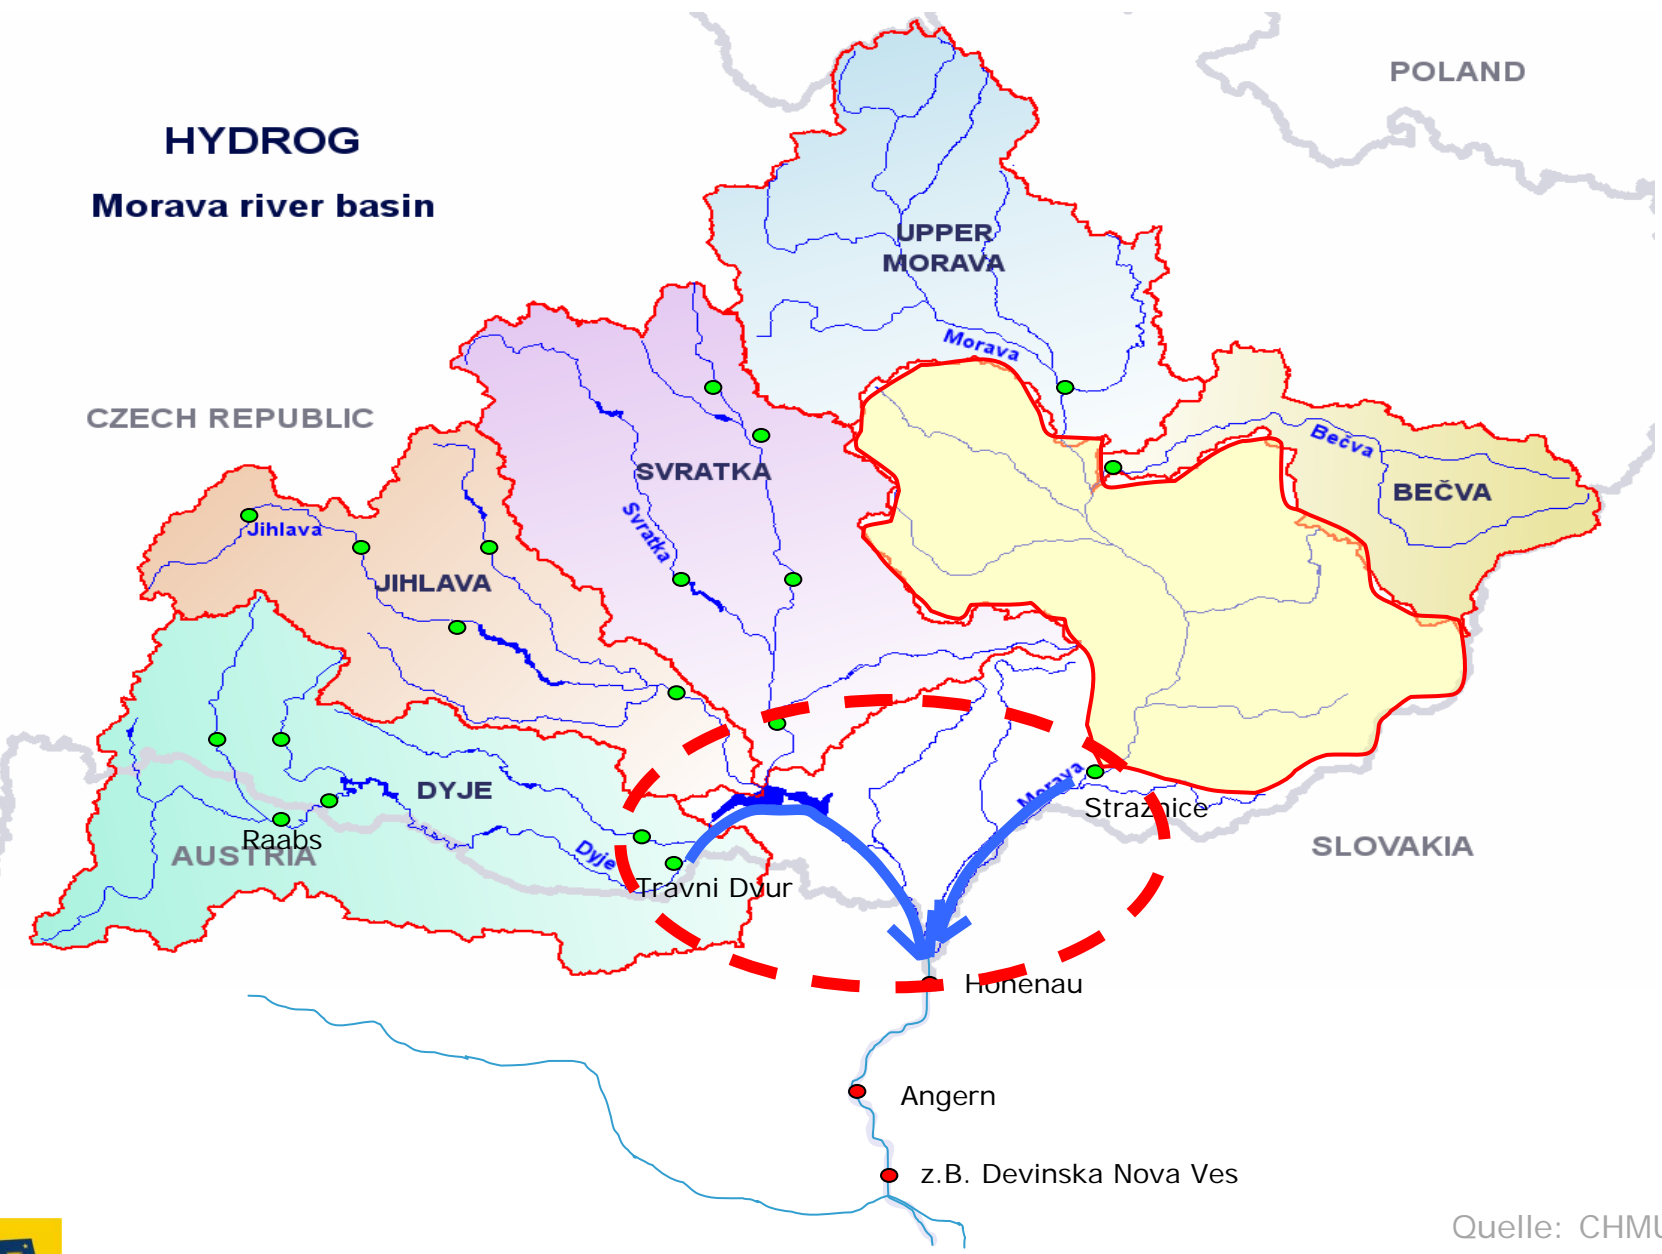 POLAND
HYDROG
Morava river basin
UPPER
MORAVA
Morava
CZECH REPUBLIC
Bečva
SVRATKA
BEČVA
Svratka
Jihlava
JIHLAVA
Morava
DYJE
Straznice
Raabs
AUSTRIA
SLOVAKIA
Dyje
Travni Dvur
Hohenau
Angern
z.B. Devinska Nova Ves
Quelle: CHMU